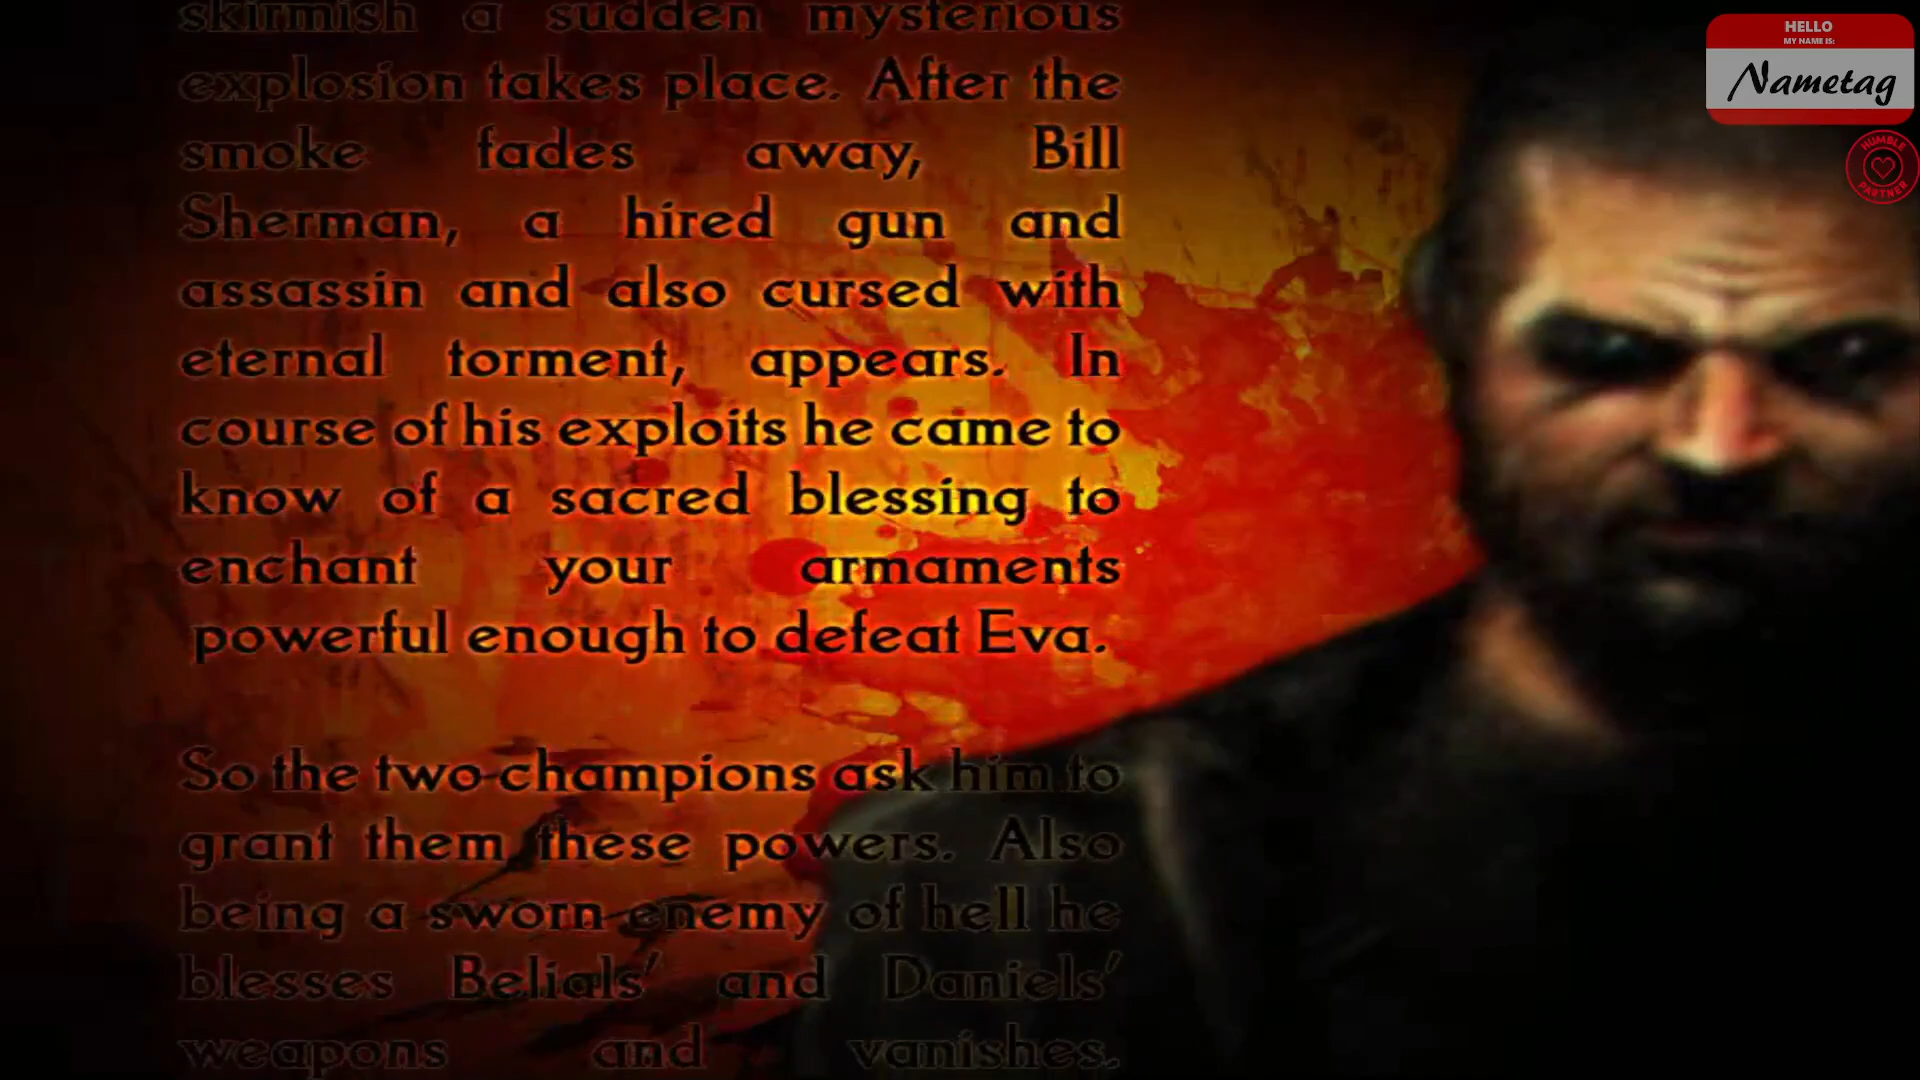 skirmish a sudden mysterious
explosion takes place. After the
smoke fades away, Bill
Sherman, a hired gun and
assassin and also cursed with
eternal torment, appears. In
course of his exploits he came to
know of a sacred blessing to
enchant your armaments
powerful enough to defeat Eva.
So the two champions ask him to
grant them these powers. Also
being a sworn enemy of hell he
blesses Belials' and Daniels'
weapons and vanishes.
HELLO
MY NAME IS:
Nametag
HUMBLE
PARTNER